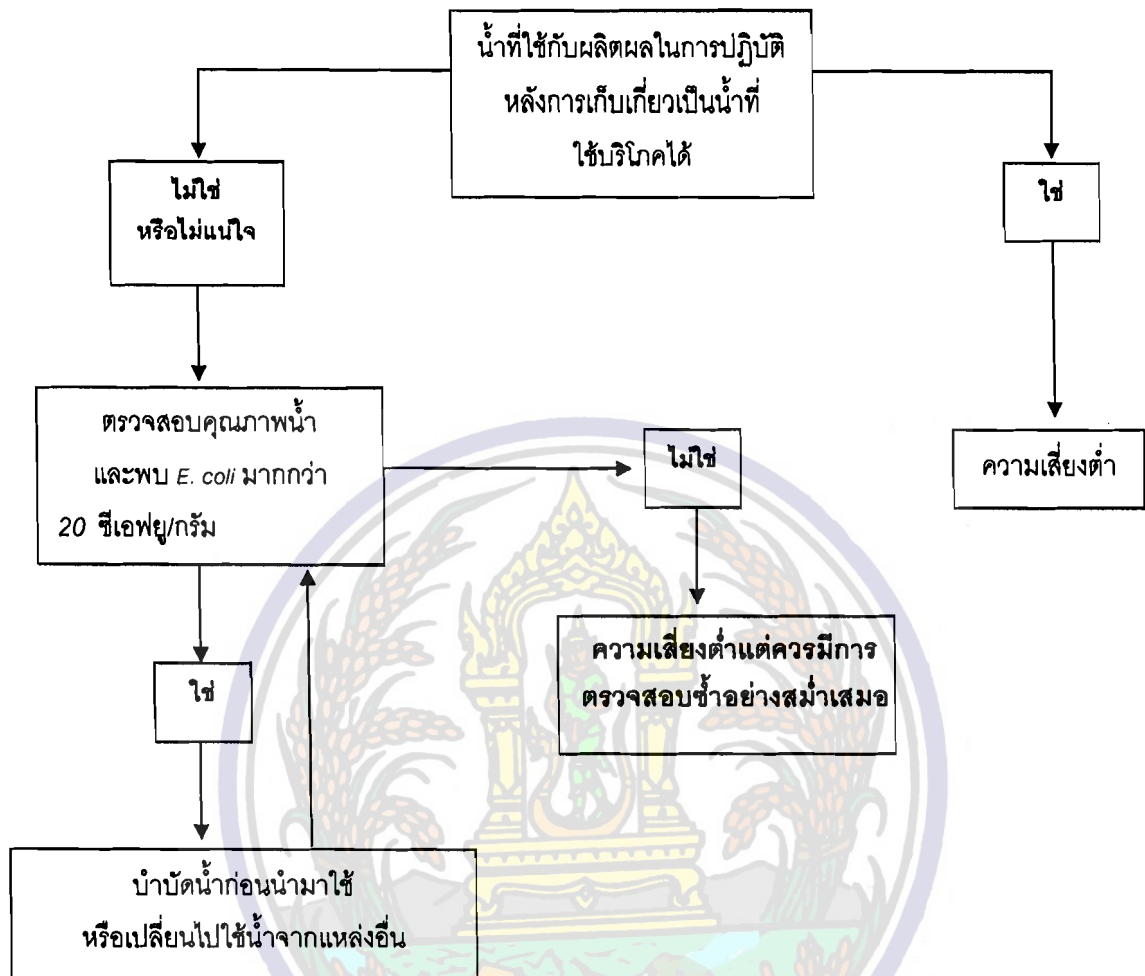 น้ำที่ใช้กับผลิตผลในการปฏิบัติ
หลังการเก็บเกี่ยวเป็นน้ำที่
ใช้บริโภคได้
ไม่ใช่
หรือไม่แน่ใจ
ใช่
ตรวจสอบคุณภาพน้ำ
และพบ E. coli มากกว่า
20 ซีเอฟยู/กรัม
ไม่ใช่
ความเสี่ยงต่ำ
ใช่
ความเสี่ยงต่ำแต่ควรมีการ
ตรวจสอบซ้ำอย่างสม่ำเสมอ
บำบัดน้ำก่อนนำมาใช้
หรือเปลี่ยนไปใช้น้ำจากแหล่งอื่น